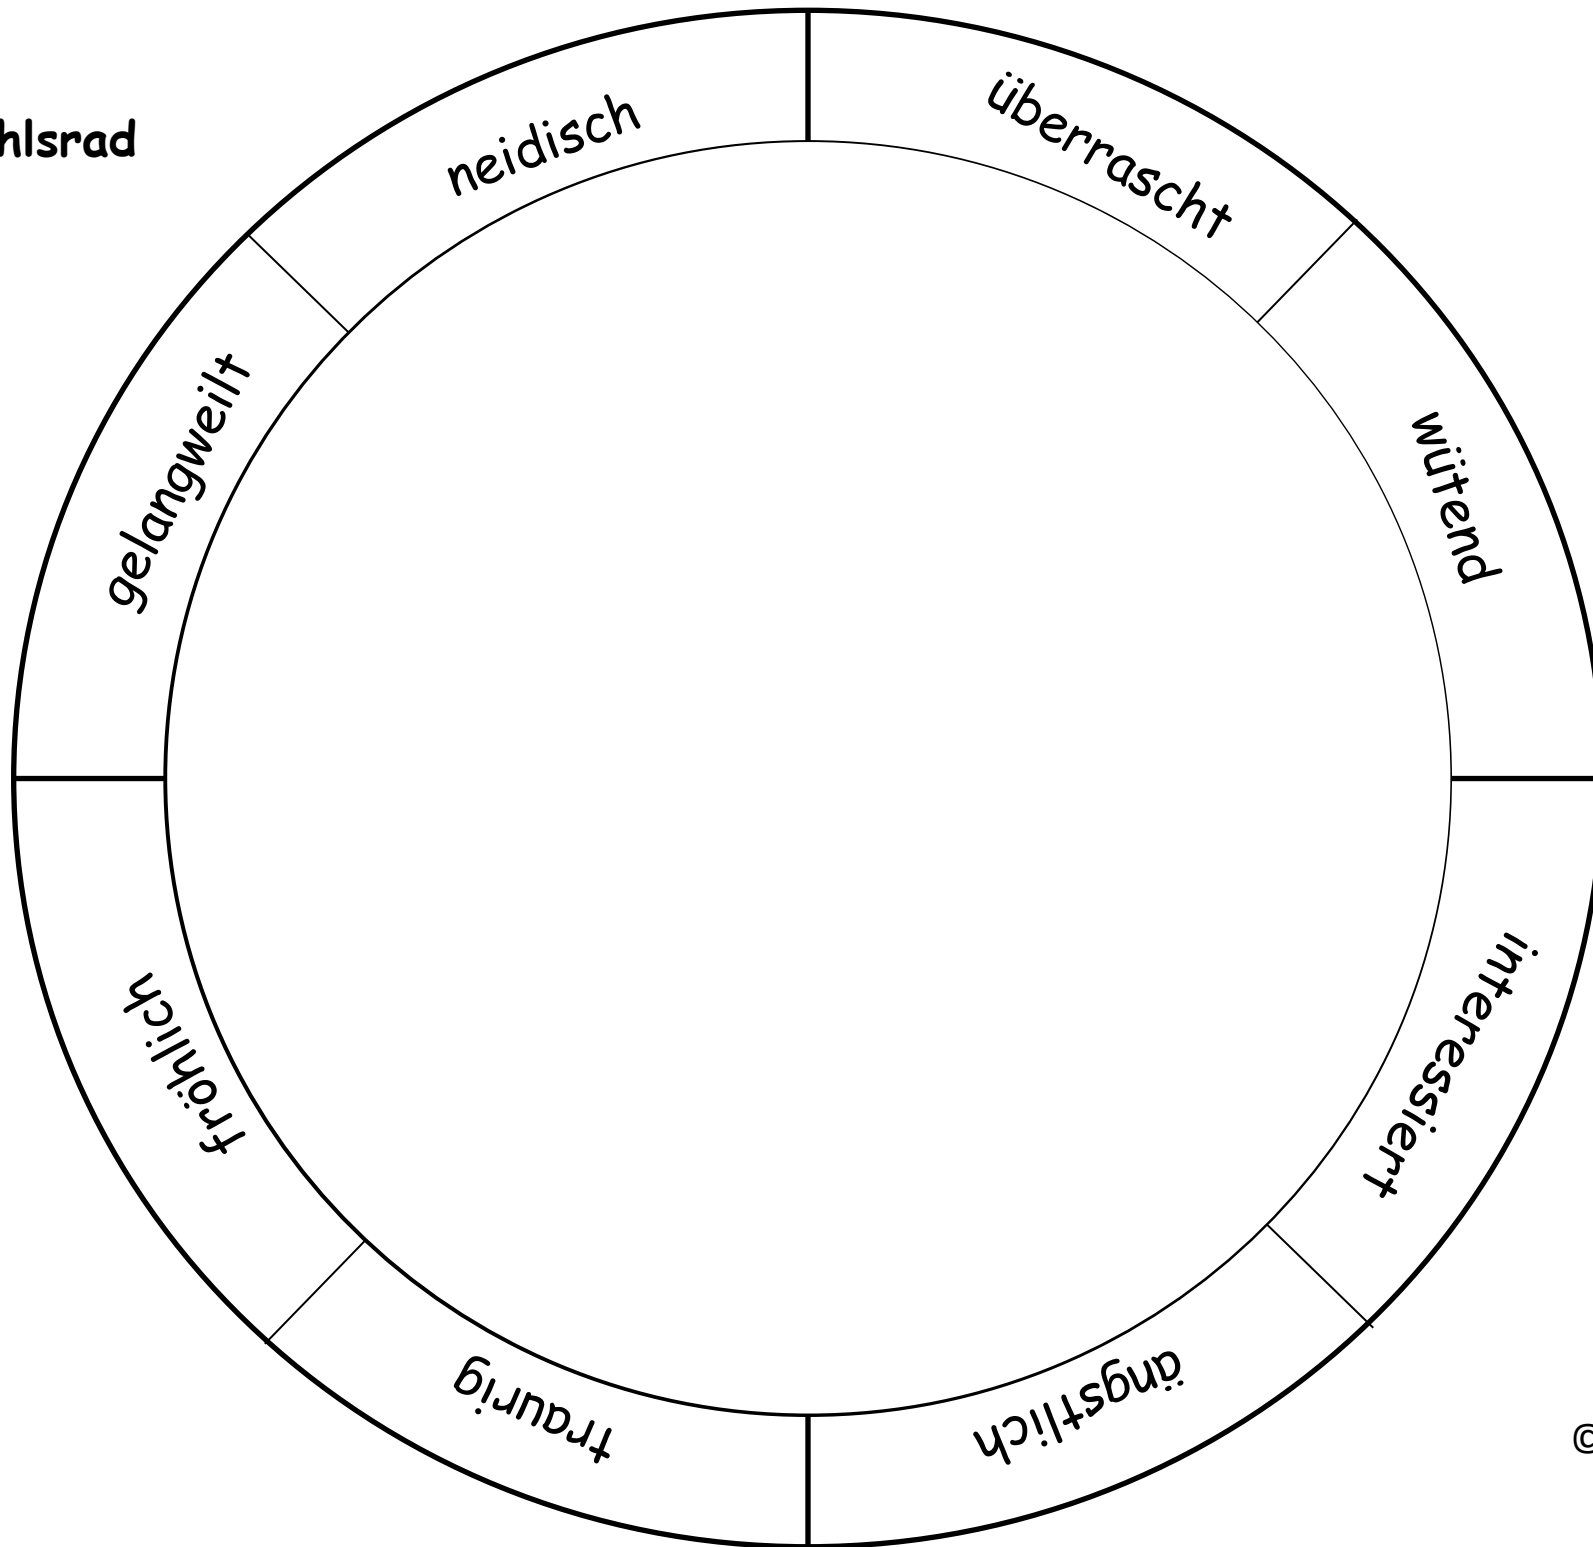 hlsrad
neidisch
überrascht
wütend
interessiert
ängstlich
traurig
fröhlich
gelangweilt
©